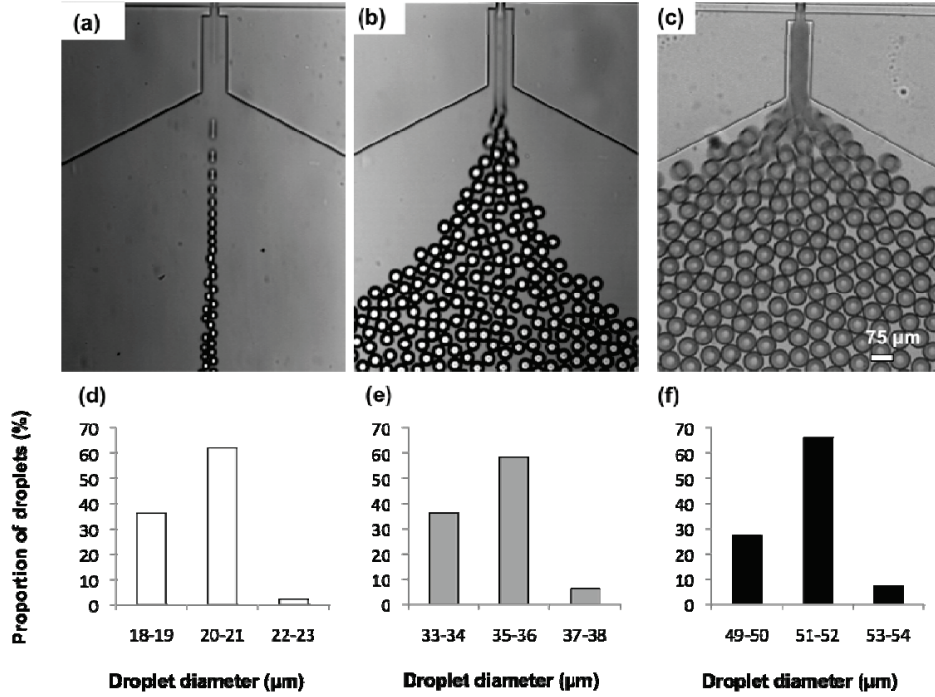 (a)
(b)
(c)
75 µm
(d)
(e)
(f)
Proportion of droplets (%)
70
60
50
40
30
20
10
0
18-19 20-21 22-23
Droplet diameter (µm)
70
60
50
40
30
20
10
0
33-34 35-36 37-38
Droplet diameter (µm)
70
60
50
40
30
20
10
0
49-50 51-52 53-54
Droplet diameter (µm)